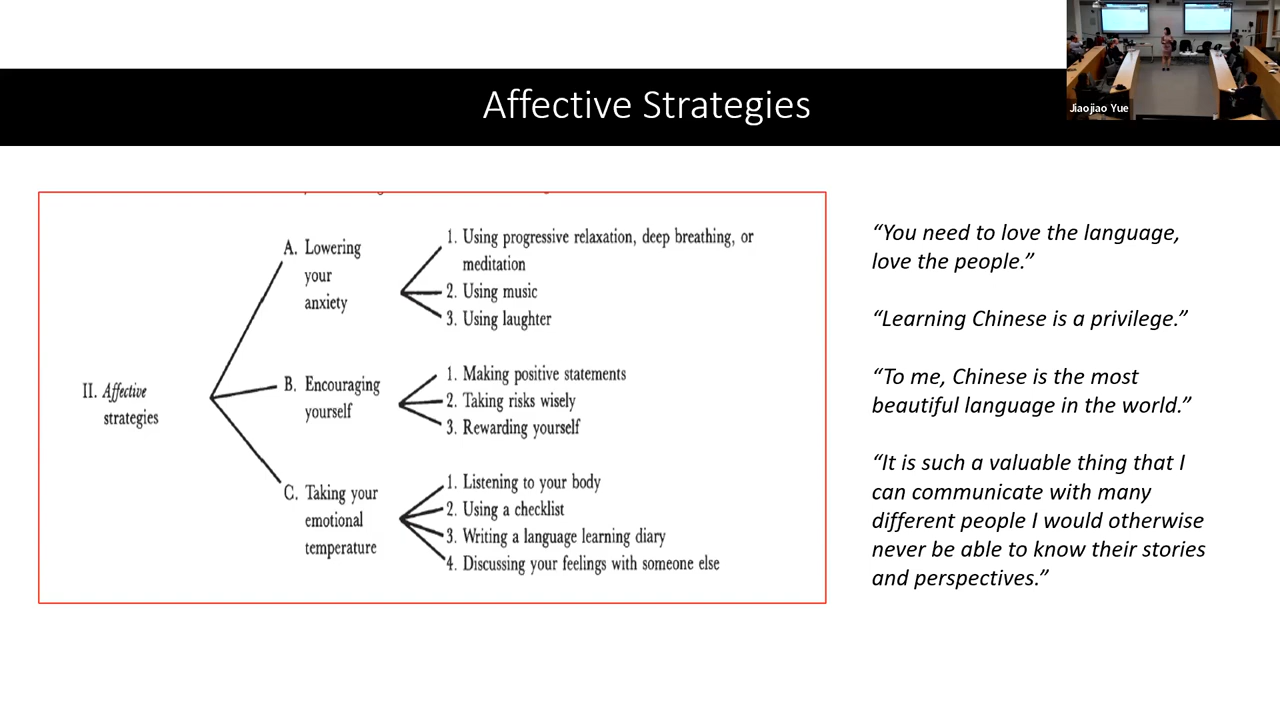 Affective Strategies
Jiaojiao Yue
II. Affective
strategies
A. Lowering
your
anxiety
1. Using progressive relaxation, deep breathing, or
meditation
2. Using music
3. Using laughter
B. Encouraging
yourself
1. Making positive statements
2. Taking risks wisely
3. Rewarding yourself
C. Taking your
emotional
temperature
1. Listening to your body
2. Using a checklist
3. Writing a language learning diary
4. Discussing your feelings with someone else
“You need to love the language,
love the people.”
“Learning Chinese is a privilege.”
“To me, Chinese is the most
beautiful language in the world.”
“It is such a valuable thing that I
can communicate with many
different people I would otherwise
never be able to know their stories
and perspectives.”